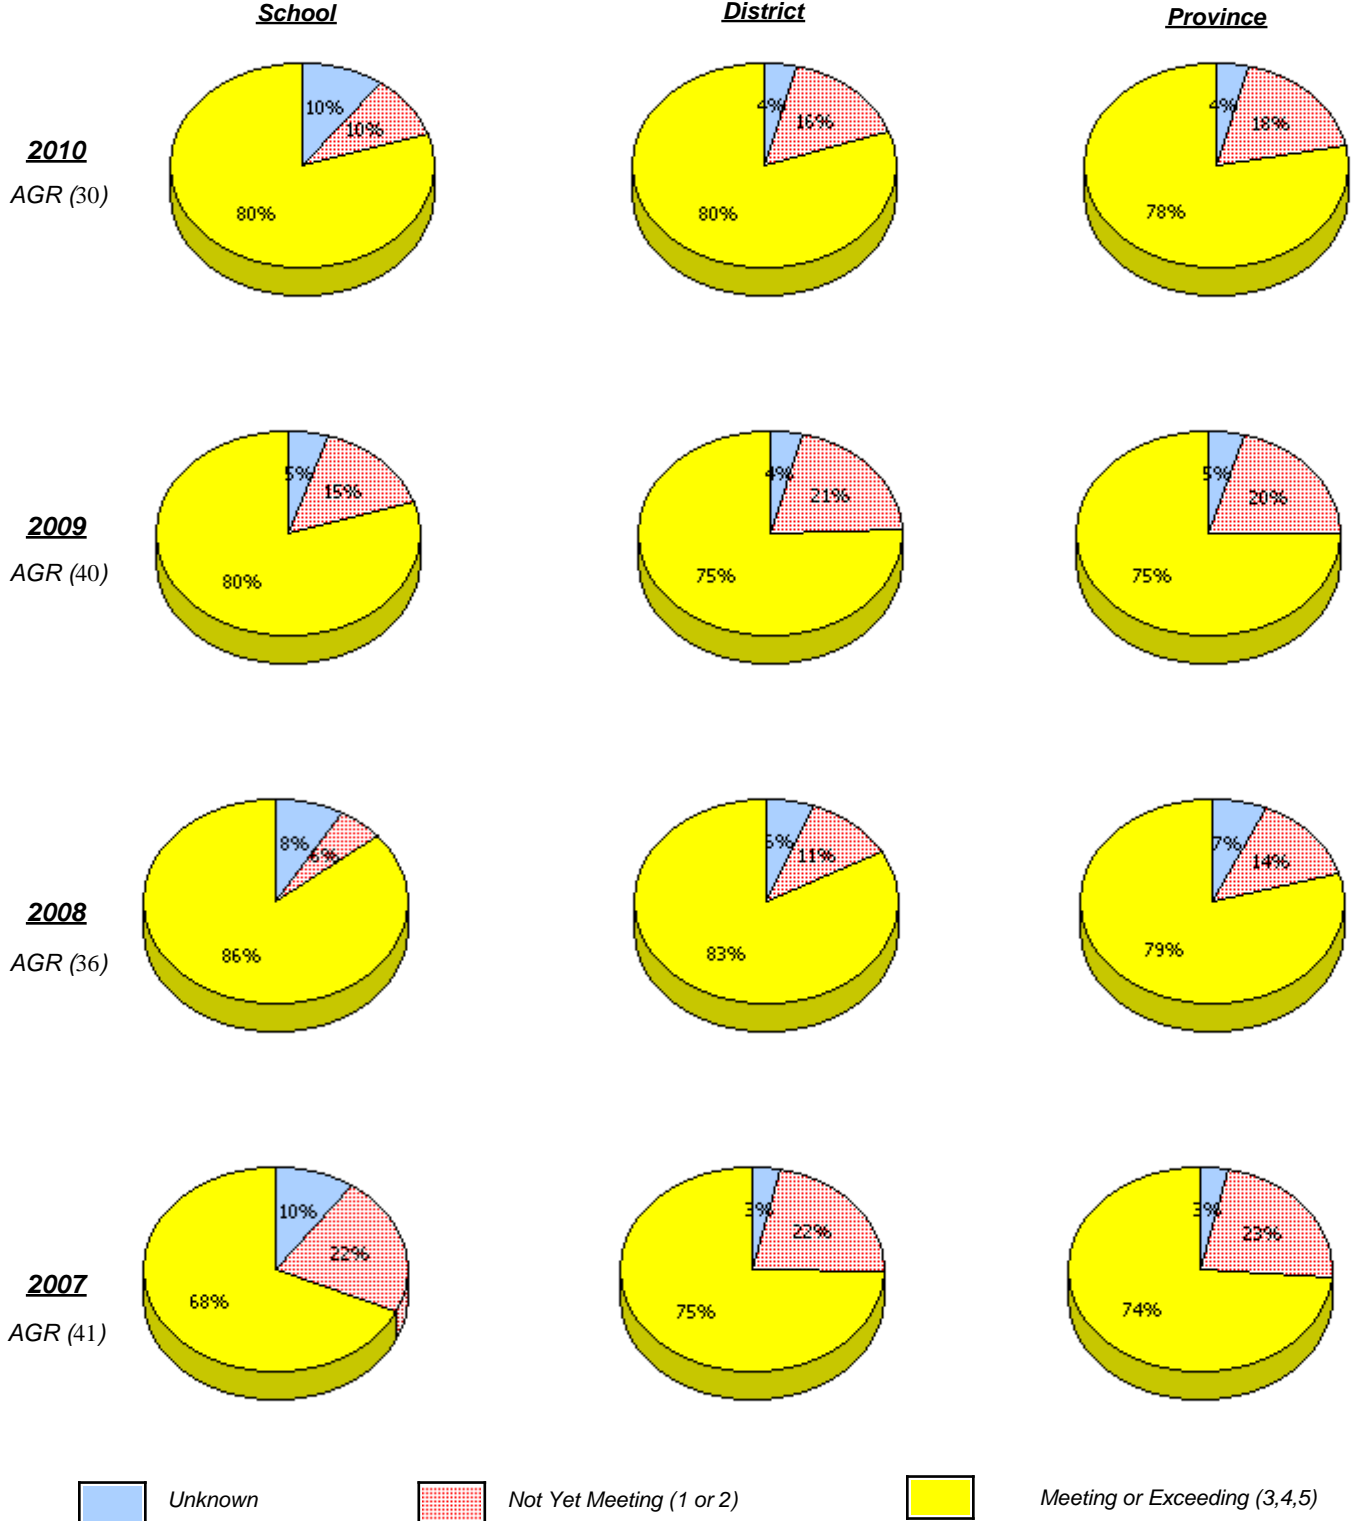 School District Province
2010
AGR (30)
10% 10% 80%
4% 16% 80%
4% 18% 78%
2009
AGR (40)
5% 15% 80%
4% 21% 75%
5% 20% 75%
2008
AGR (36)
8% 6% 86%
11% 83%
7% 14% 79%
2007
AGR (41)
10% 22% 68%
3% 22% 75%
3% 23% 74%
Unknown Not Yet Meeting (1 or 2) Meeting or Exceeding (3,4,5)